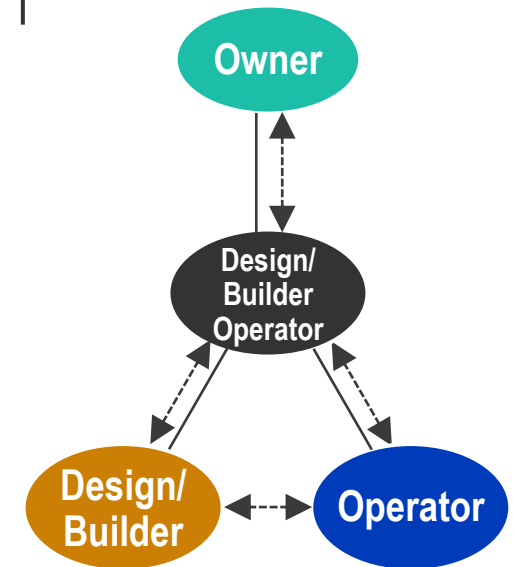 Owner
Design/
Builder
Operator
Design/
Builder
Operator